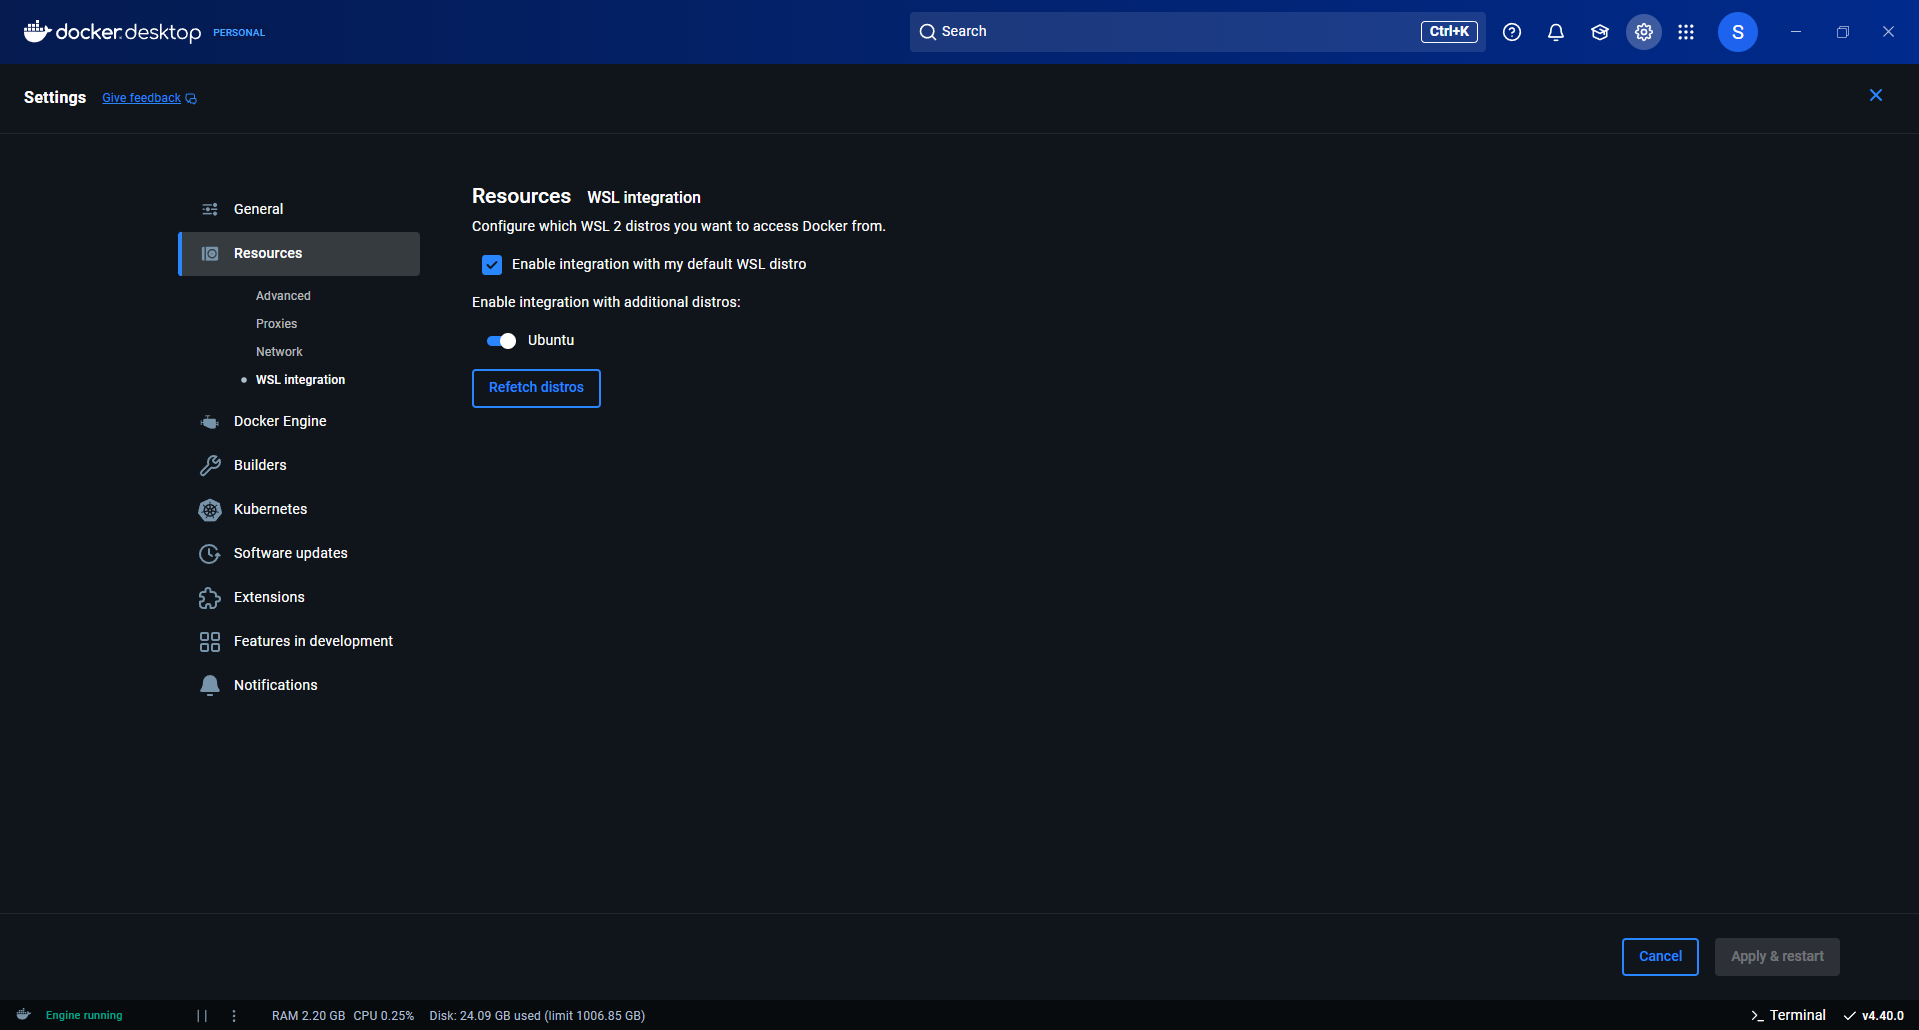 docker.desktop PERSONAL
Search
Ctrl+K
S
Settings
Give feedback
General
Resources
Advanced
Proxies
Network
WSL integration
Docker Engine
Builders
Kubernetes
Software updates
Extensions
Features in development
Notifications
Resources WSL integration
Configure which WSL 2 distros you want to access Docker from.
Enable integration with my default WSL distro
Enable integration with additional distros:
Ubuntu
Refetch distros
Cancel
Apply & restart
Engine running
RAM 2.20 GB CPU 0.25% Disk: 24.09 GB used (limit 1006.85 GB)
Terminal
v4.40.0